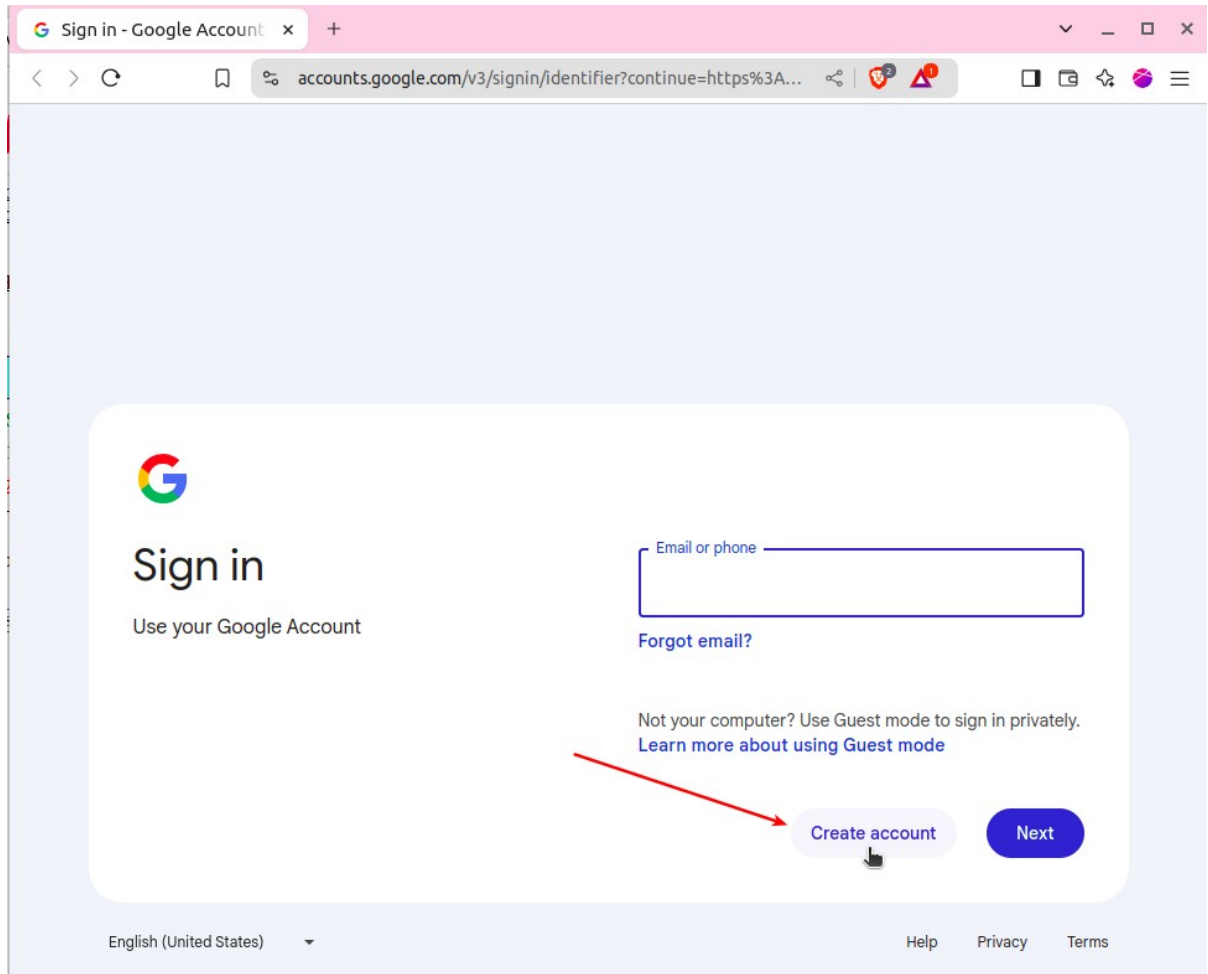 Sign in - Google Account
accounts.google.com/v3/signin/identifier?continue=https%3A...
2
1
Sign in
Use your Google Account
Email or phone
Forgot email?
Not your computer? Use Guest mode to sign in privately.
Learn more about using Guest mode
Create account
Next
English (United States)
Help
Privacy
Terms